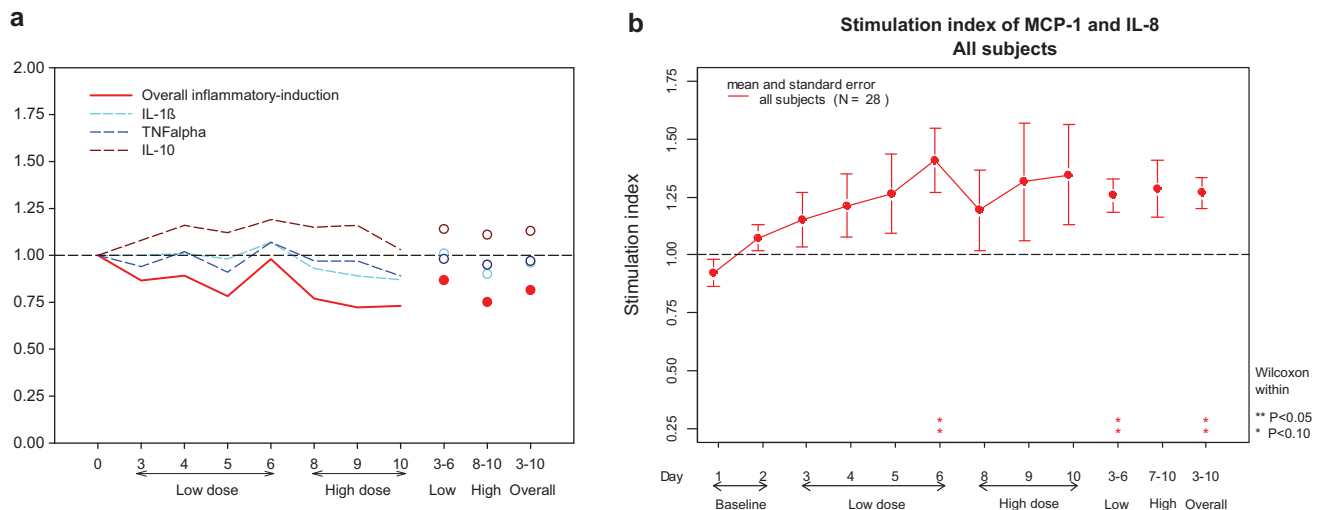 a
2.00
1.75
1.50
1.25
1.00
0.75
0.50
0.25
0.00
Overall inflammatory-induction
IL-1ß
TNFalpha
IL-10
0 3 4 5 6 8 9 10 3-6 8-10 3-10
Low dose High dose Low High Overall
b
Stimulation index of MCP-1 and IL-8
All subjects
Stimulation index
1.75
1.50
1.25
1.00
0.75
0.50
0.25
mean and standard error
all subjects (N = 28 )
* * *
* * *
Wilcoxon
within
** P<0.05
* P<0.10
Day 1 2 3 4 5 6 8 9 10 3-6 7-10 3-10
Baseline Low dose High dose Low High Overall